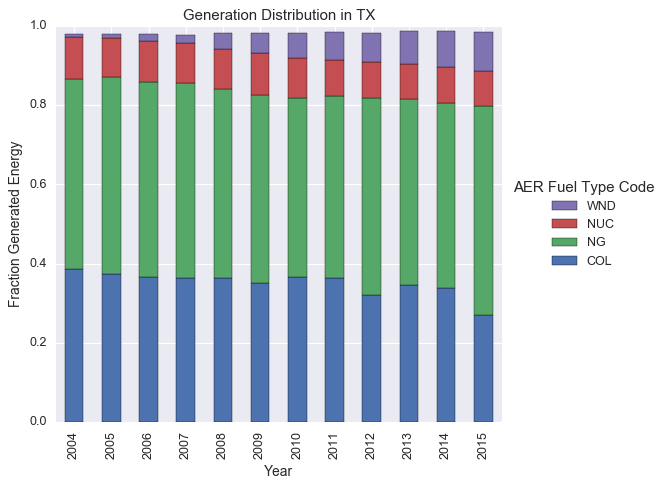 Generation Distribution in TX
1.0
0.8
0.6
0.4
0.2
0.0
Fraction Generated Energy
2004 2005 2006 2007 2008 2009 2010 2011 2012 2013 2014 2015
Year
AER Fuel Type Code
WND
NUC
NG
COL